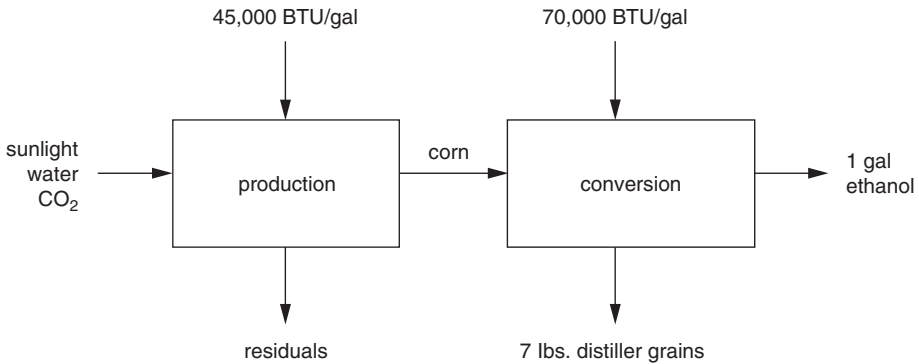 45,000 BTU/gal
70,000 BTU/gal
sunlight
water
CO₂
production
corn
conversion
1 gal
ethanol
residuals
7 lbs. distiller grains